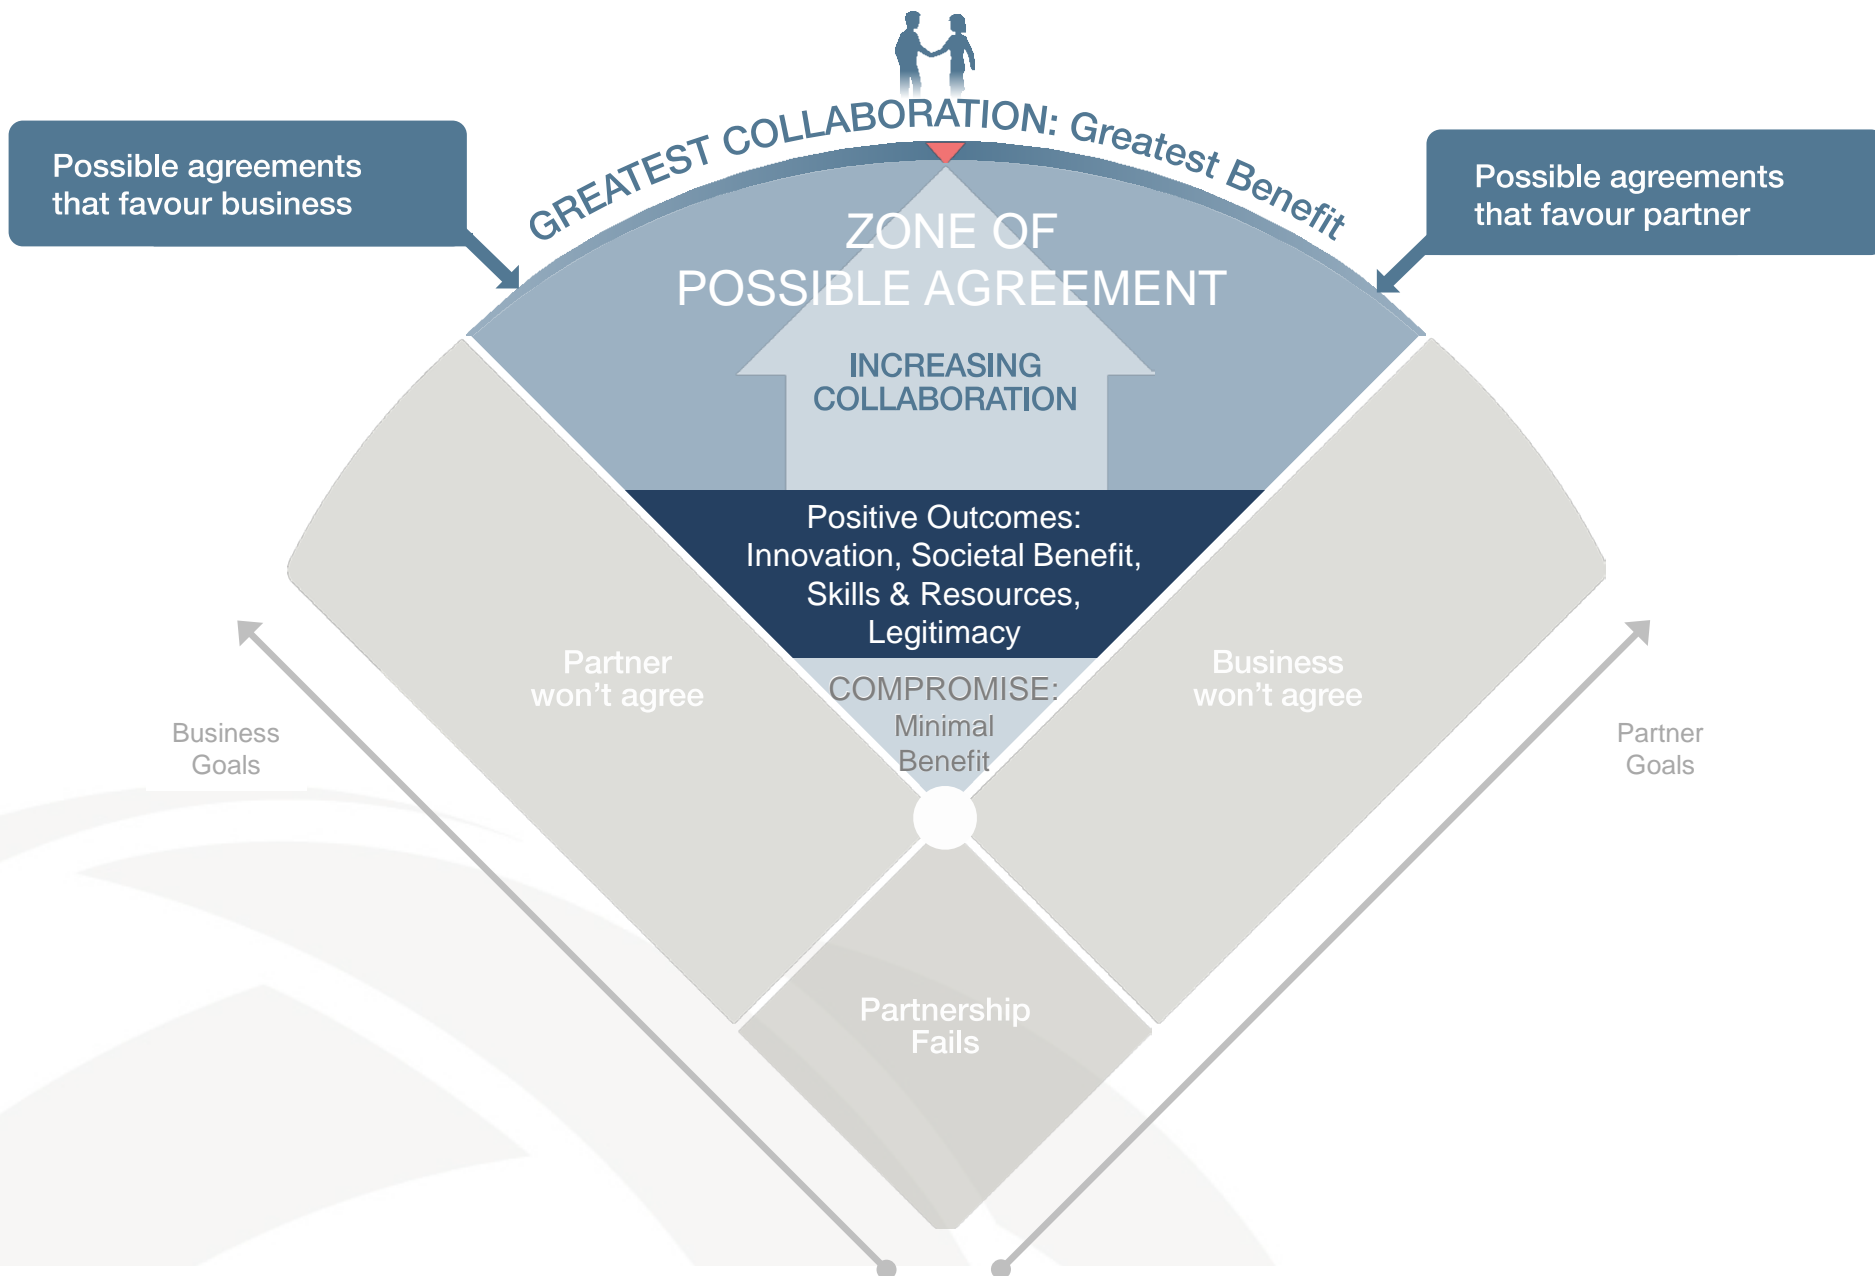 GREATEST COLLABORATION: Greatest Benefit
Possible agreements
that favour business
Possible agreements
that favour partner
ZONE OF
POSSIBLE AGREEMENT
INCREASING
COLLABORATION
Positive Outcomes:
Innovation, Societal Benefit,
Skills & Resources,
Legitimacy
Partner
won’t agree
Business
won’t agree
COMPROMISE:
Minimal
Benefit
Business
Goals
Partner
Goals
Partnership
Fails